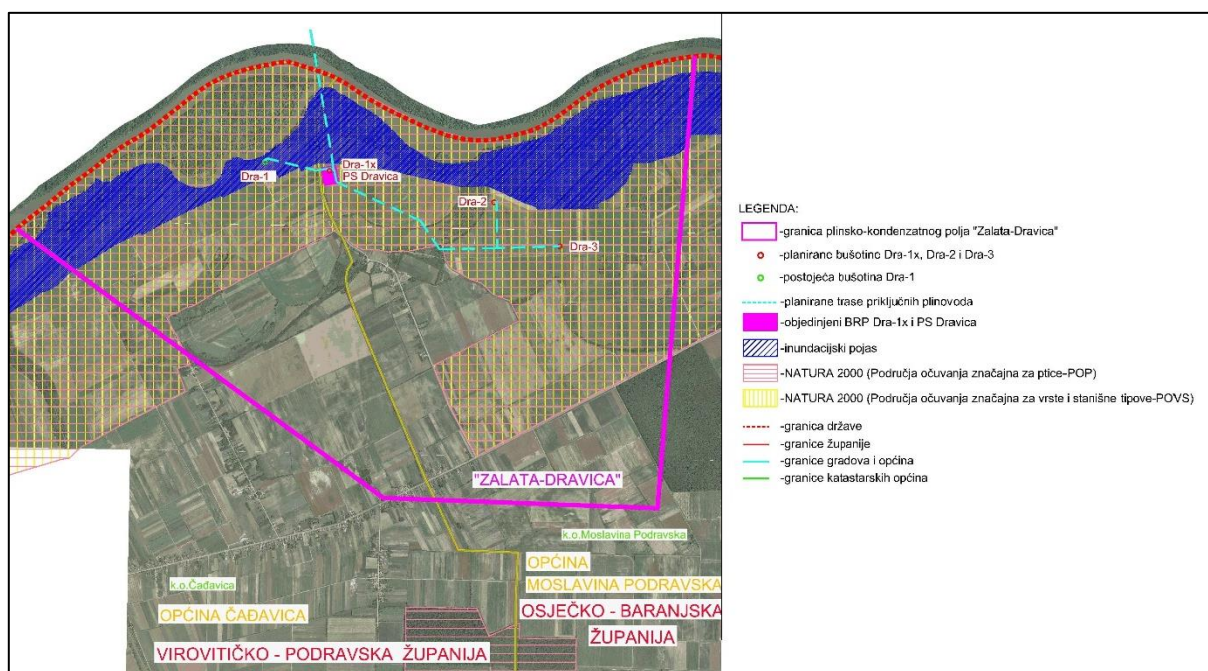 Dra-1x
PS Dravica
Dra-1
Dra-2
Dra-3
"ZALATA-DRAVICA"
k.o.Moslavina Podravska
k.o.Čađavica
OPĆINA
MOSLAVINA PODRAVSKA
OPĆINA ČAĐAVICA
OSJEČKO - BARANJSKA
ŽUPANIJA
VIROVITIČKO - PODRAVSKA ŽUPANIJA
LEGENDA:
-granica plinsko-kondenzatnog polja "Zalata-Dravica"
-planirane bušotine Dra-1x, Dra-2 i Dra-3
-postojeća bušotina Dra-1
-planirane trase priključnih plinovoda
-objedinjeni BRP Dra-1x i PS Dravica
-inundacijski pojas
-NATURA 2000 (Područja očuvanja značajna za ptice-POP)
-NATURA 2000 (Područja očuvanja značajna za vrste i stanišne tipove-POVS)
-granica države
-granice županije
-granice gradova i općina
-granice katastarskih općina